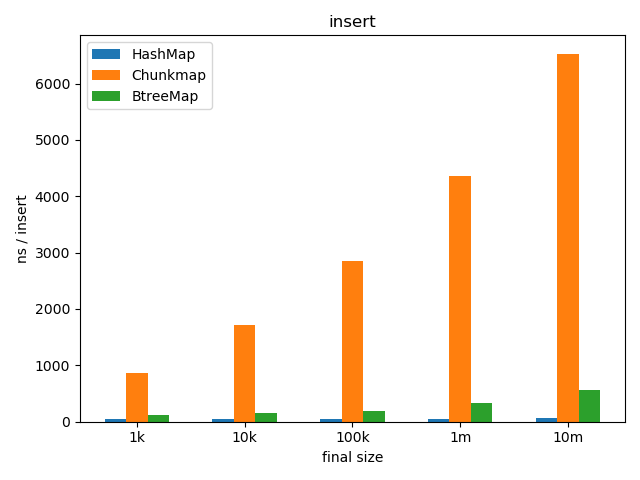 insert
HashMap
Chunkmap
BtreeMap
ns / insert
6000
5000
4000
3000
2000
1000
0
1k 10k 100k 1m 10m
final size